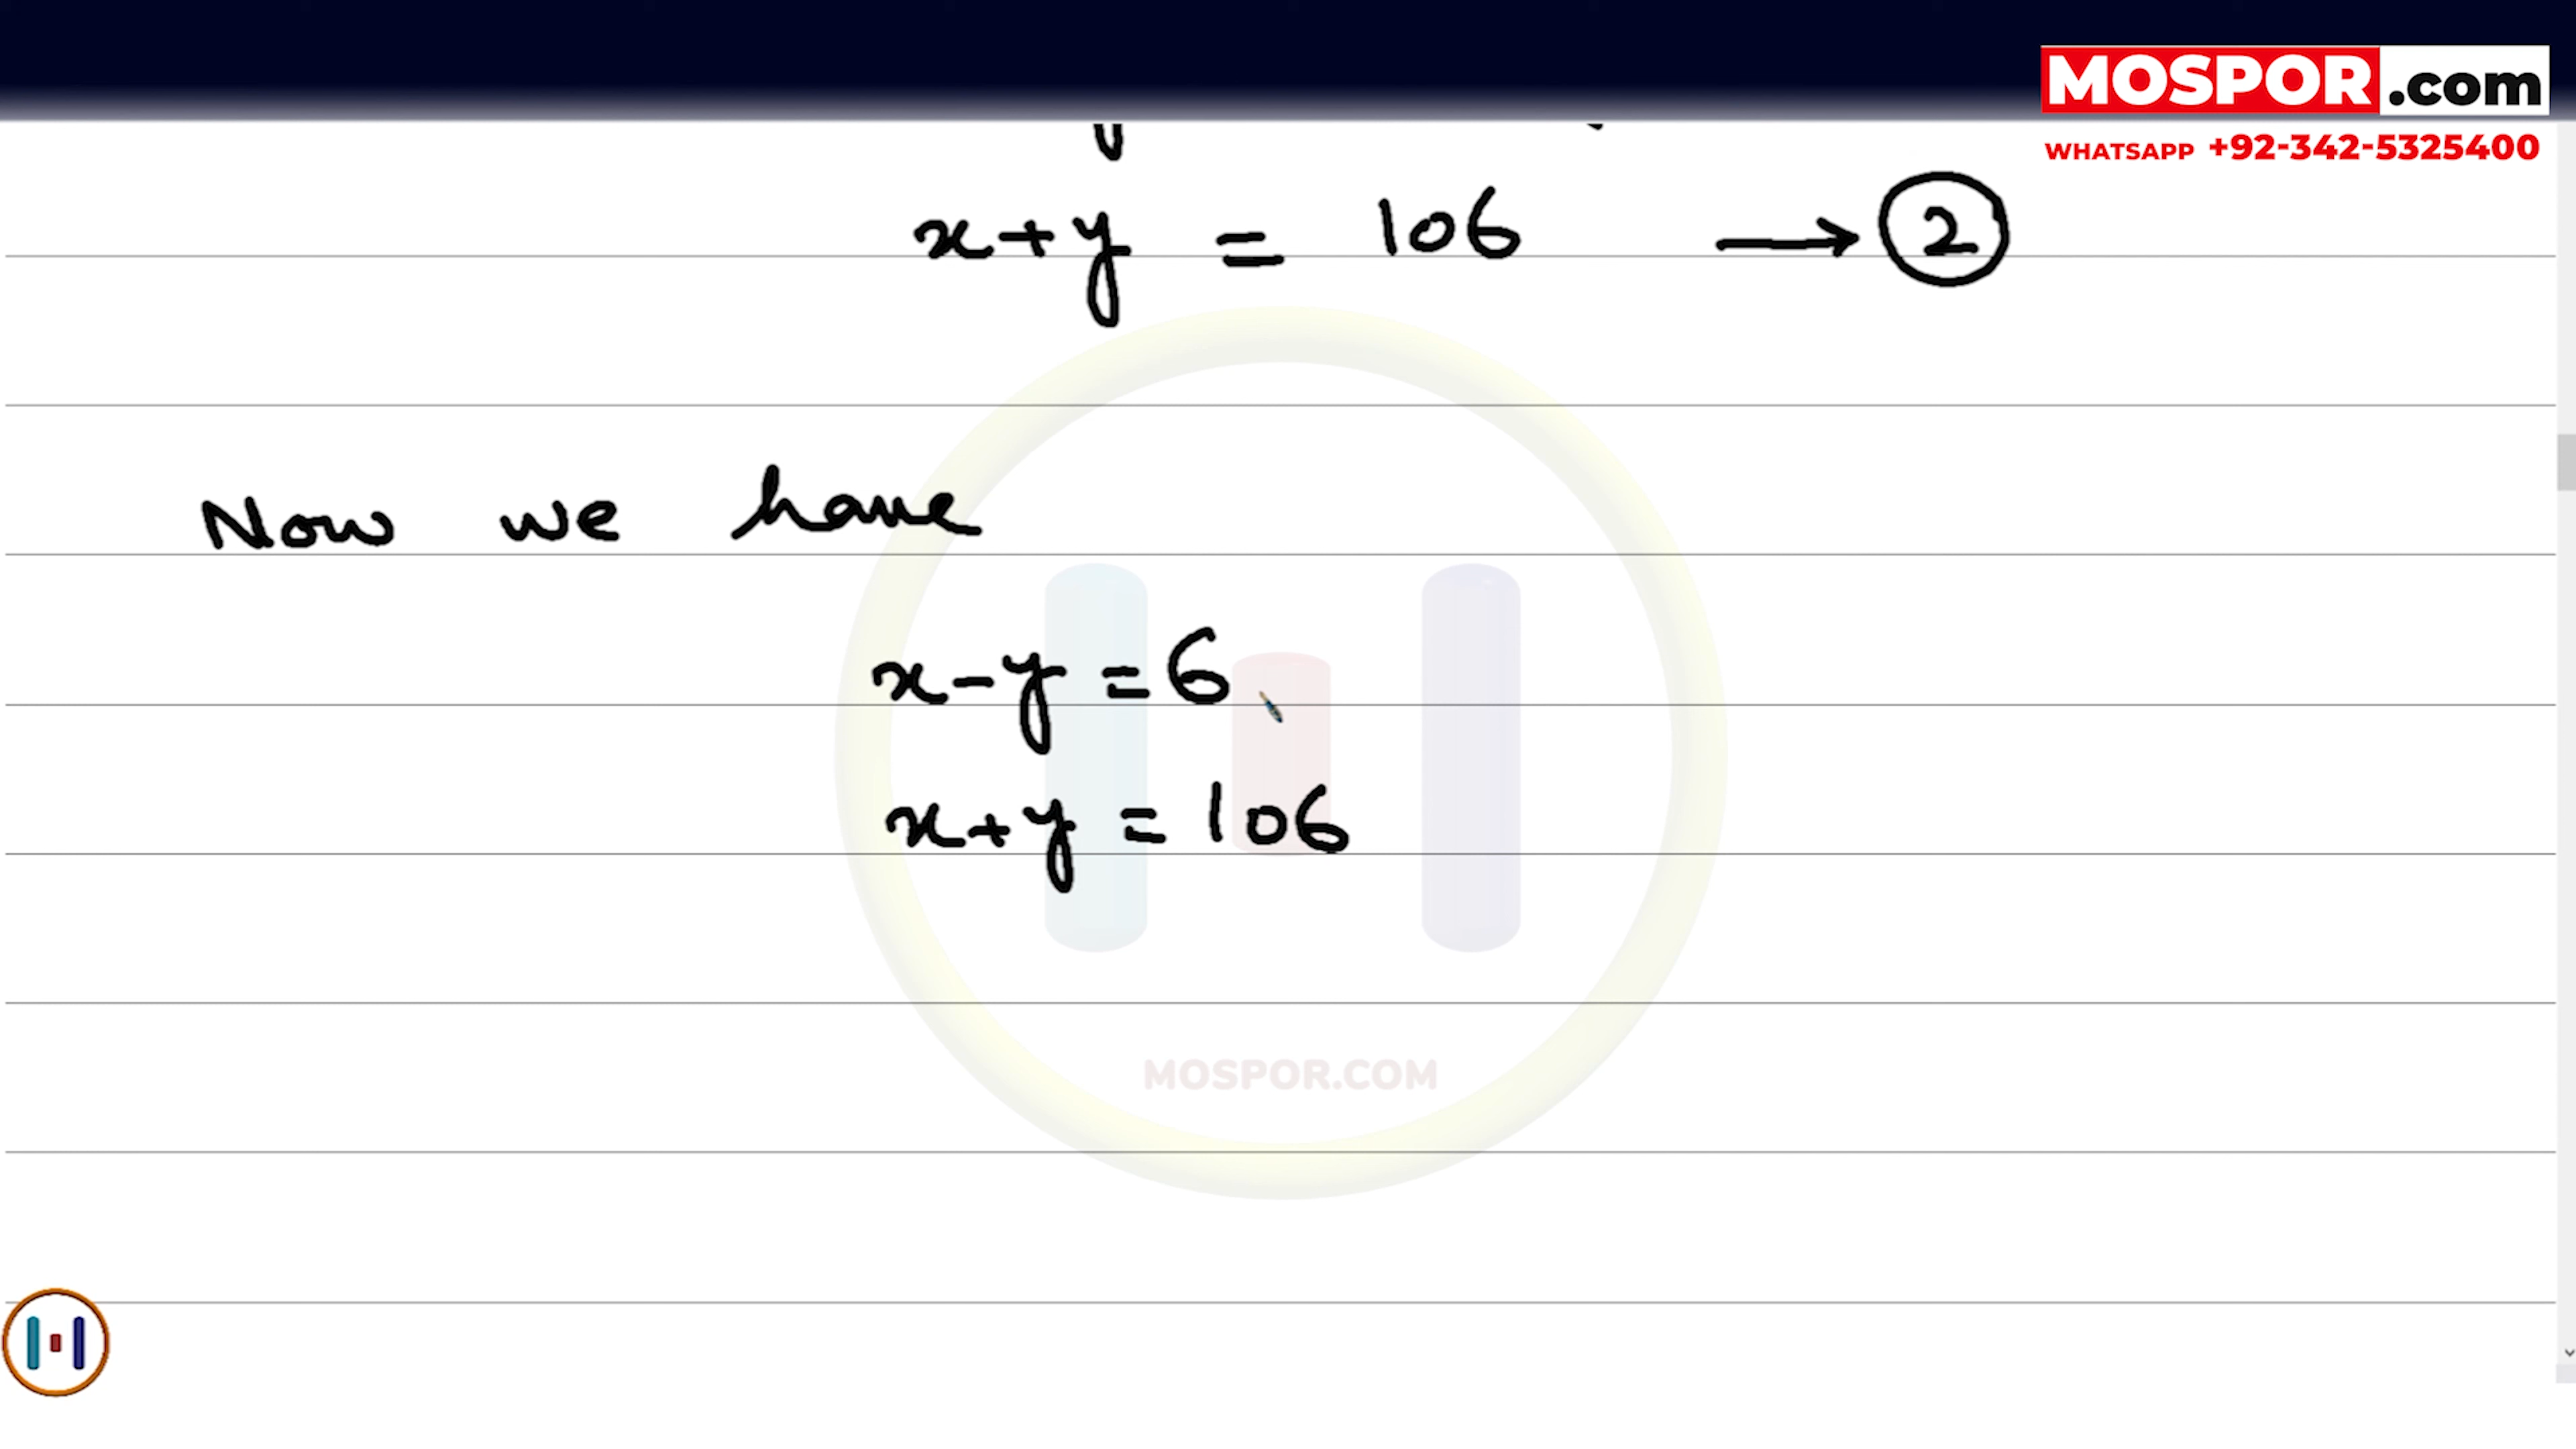 MOSPOR.com
WHATSAPP +92-342-5325400
x+y = 106 → 2
Now we have
x-y = 6
x+y = 106
MOSPOR.COM